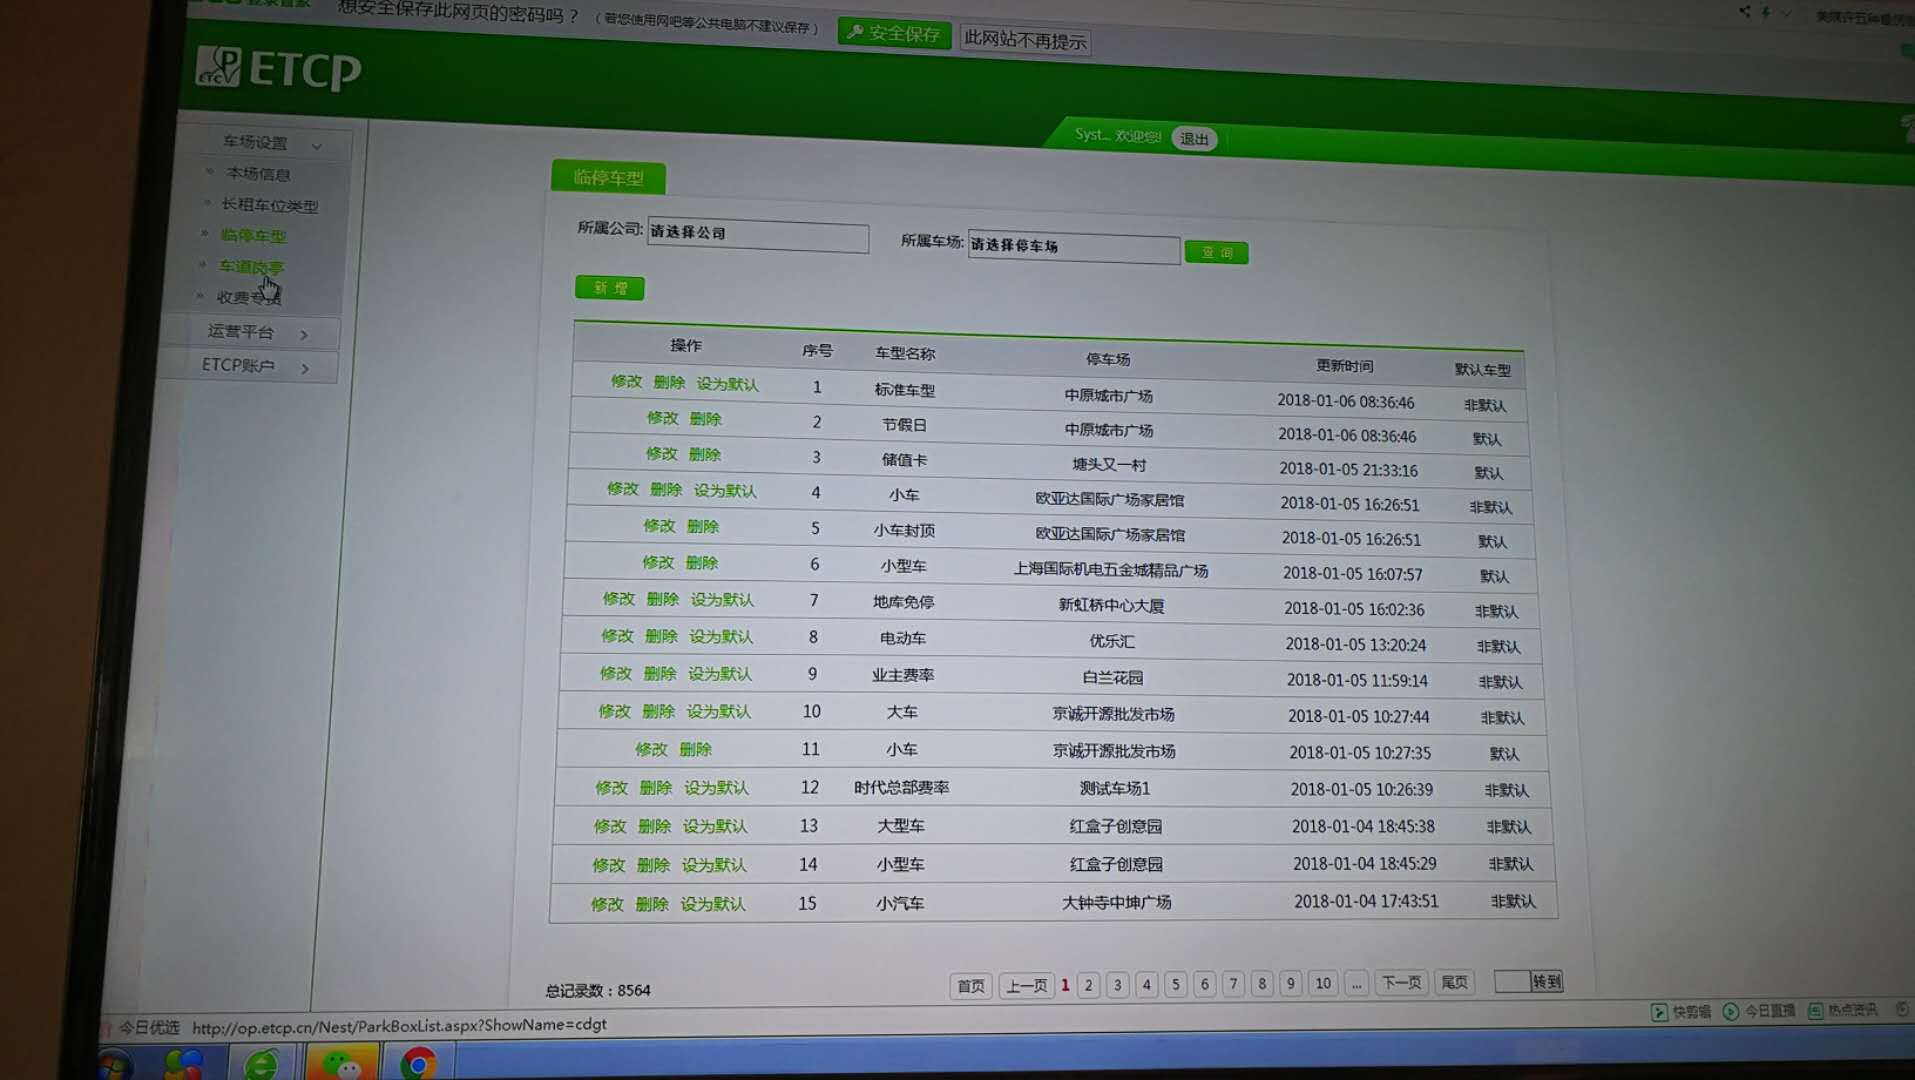 想安全保存此网页的密码吗？（若您使用网吧等公共电脑不建议保存） 安全保存 此网站不再提示
ETCP
Syst... 欢迎您! 退出
车场设置
本场信息
长租车位类型
临停车型
车道岗亭
收费专员
运营平台
ETCP账户
临停车型
所属公司: 请选择公司 所属车场: 请选择停车场 查 询
新 增
操作 序号 车型名称 停车场 更新时间 默认车型
修改 删除 设为默认 1 标准车型 中原城市广场 2018-01-06 08:36:46 非默认
修改 删除 2 节假日 中原城市广场 2018-01-06 08:36:46 默认
修改 删除 3 储值卡 塘头又一村 2018-01-05 21:33:16 默认
修改 删除 设为默认 4 小车 欧亚达国际广场家居馆 2018-01-05 16:26:51 非默认
修改 删除 5 小车封顶 欧亚达国际广场家居馆 2018-01-05 16:26:51 默认
修改 删除 6 小型车 上海国际机电五金城精品广场 2018-01-05 16:07:57 默认
修改 删除 设为默认 7 地库免停 新虹桥中心大厦 2018-01-05 16:02:36 非默认
修改 删除 设为默认 8 电动车 优乐汇 2018-01-05 13:20:24 非默认
修改 删除 设为默认 9 业主费率 白兰花园 2018-01-05 11:59:14 非默认
修改 删除 设为默认 10 大车 京诚开源批发市场 2018-01-05 10:27:44 非默认
修改 删除 11 小车 京诚开源批发市场 2018-01-05 10:27:35 默认
修改 删除 设为默认 12 时代总部费率 测试车场1 2018-01-05 10:26:39 非默认
修改 删除 设为默认 13 大型车 红盒子创意园 2018-01-04 18:45:38 非默认
修改 删除 设为默认 14 小型车 红盒子创意园 2018-01-04 18:45:29 非默认
修改 删除 设为默认 15 小汽车 大钟寺中坤广场 2018-01-04 17:43:51 非默认
总记录数：8564 首页 上一页 1 2 3 4 5 6 7 8 9 10 ... 下一页 尾页 转到
今日优选 http://op.etcp.cn/Nest/ParkBoxList.aspx?ShowName=cdgt 快剪辑 今日直播 热点资讯